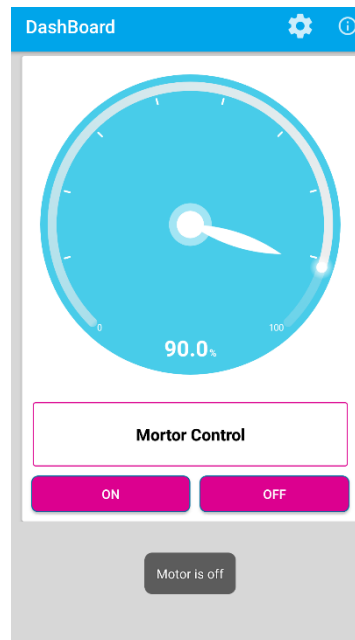 DashBoard
0
100
90.0%
Mortor Control
ON
OFF
Motor is off